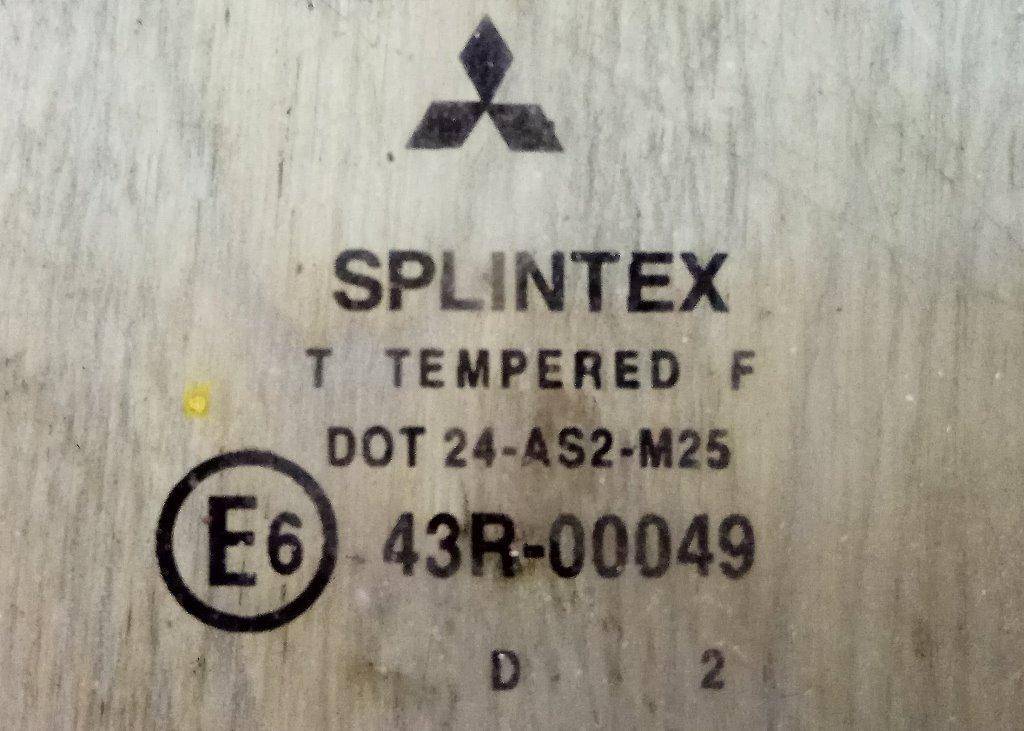 SPLINTEX
T TEMPERED F
DOT 24-AS2-M25
E6 43R-00049
D 2